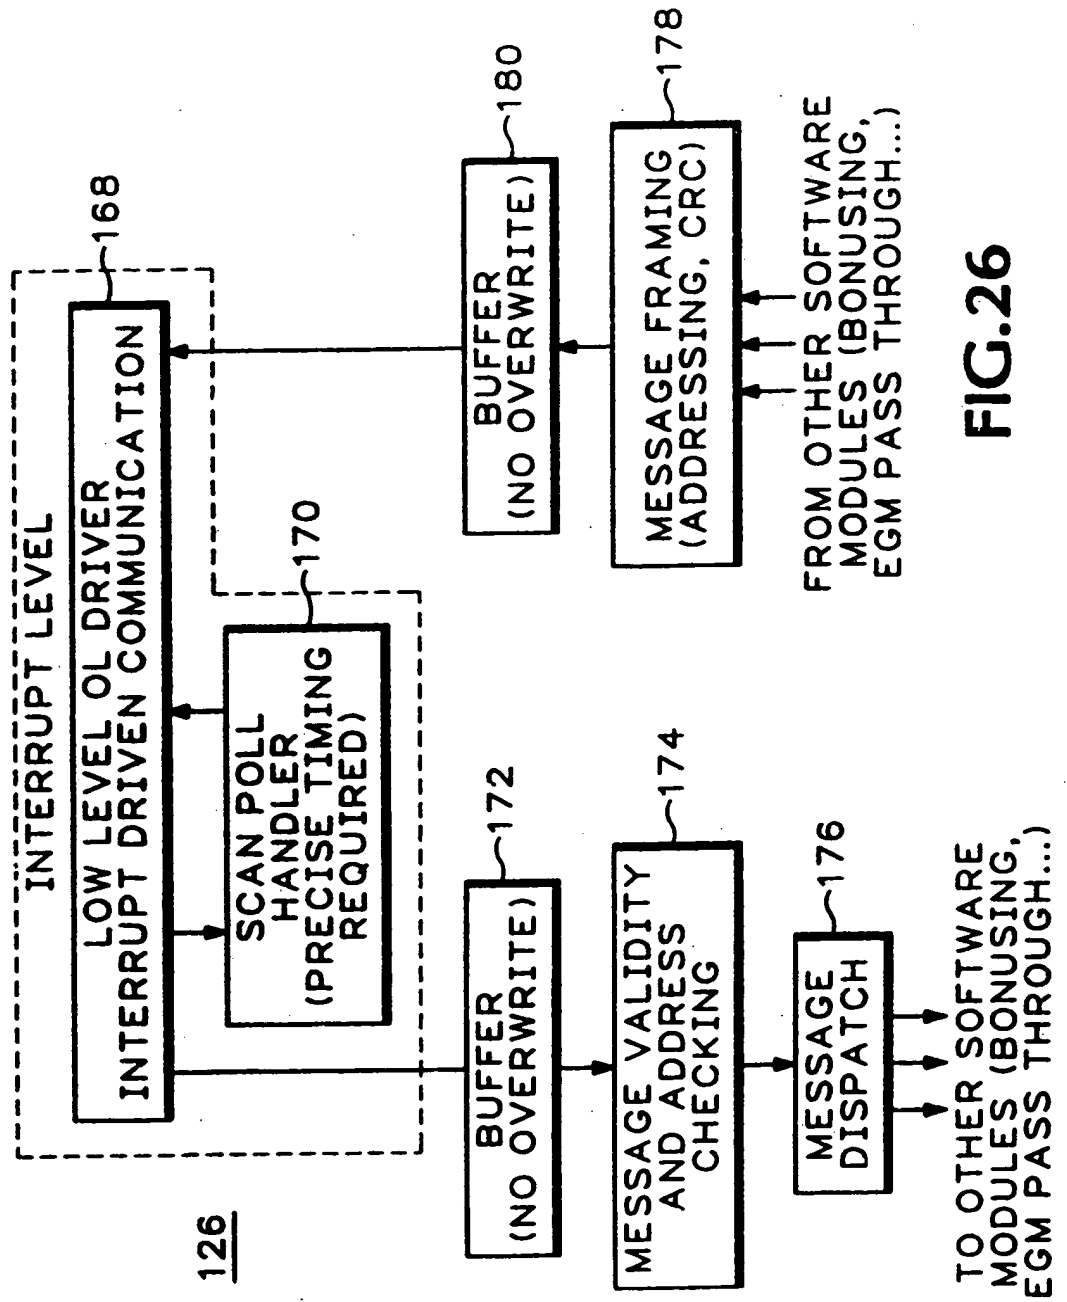 126
INTERRUPT LEVEL
LOW LEVEL OL DRIVER
INTERRUPT DRIVEN COMMUNICATION
168
SCAN POLL
HANDLER
(PRECISE TIMING
REQUIRED)
170
BUFFER
(NO OVERWRITE)
172
MESSAGE VALIDITY
AND ADDRESS
CHECKING
174
MESSAGE
DISPATCH
176
TO OTHER SOFTWARE
MODULES (BONUSING,
EGM PASS THROUGH...)
BUFFER
(NO OVERWRITE)
180
MESSAGE FRAMING
(ADDRESSING, CRC)
178
FROM OTHER SOFTWARE
MODULES (BONUSING,
EGM PASS THROUGH...)
FIG.26